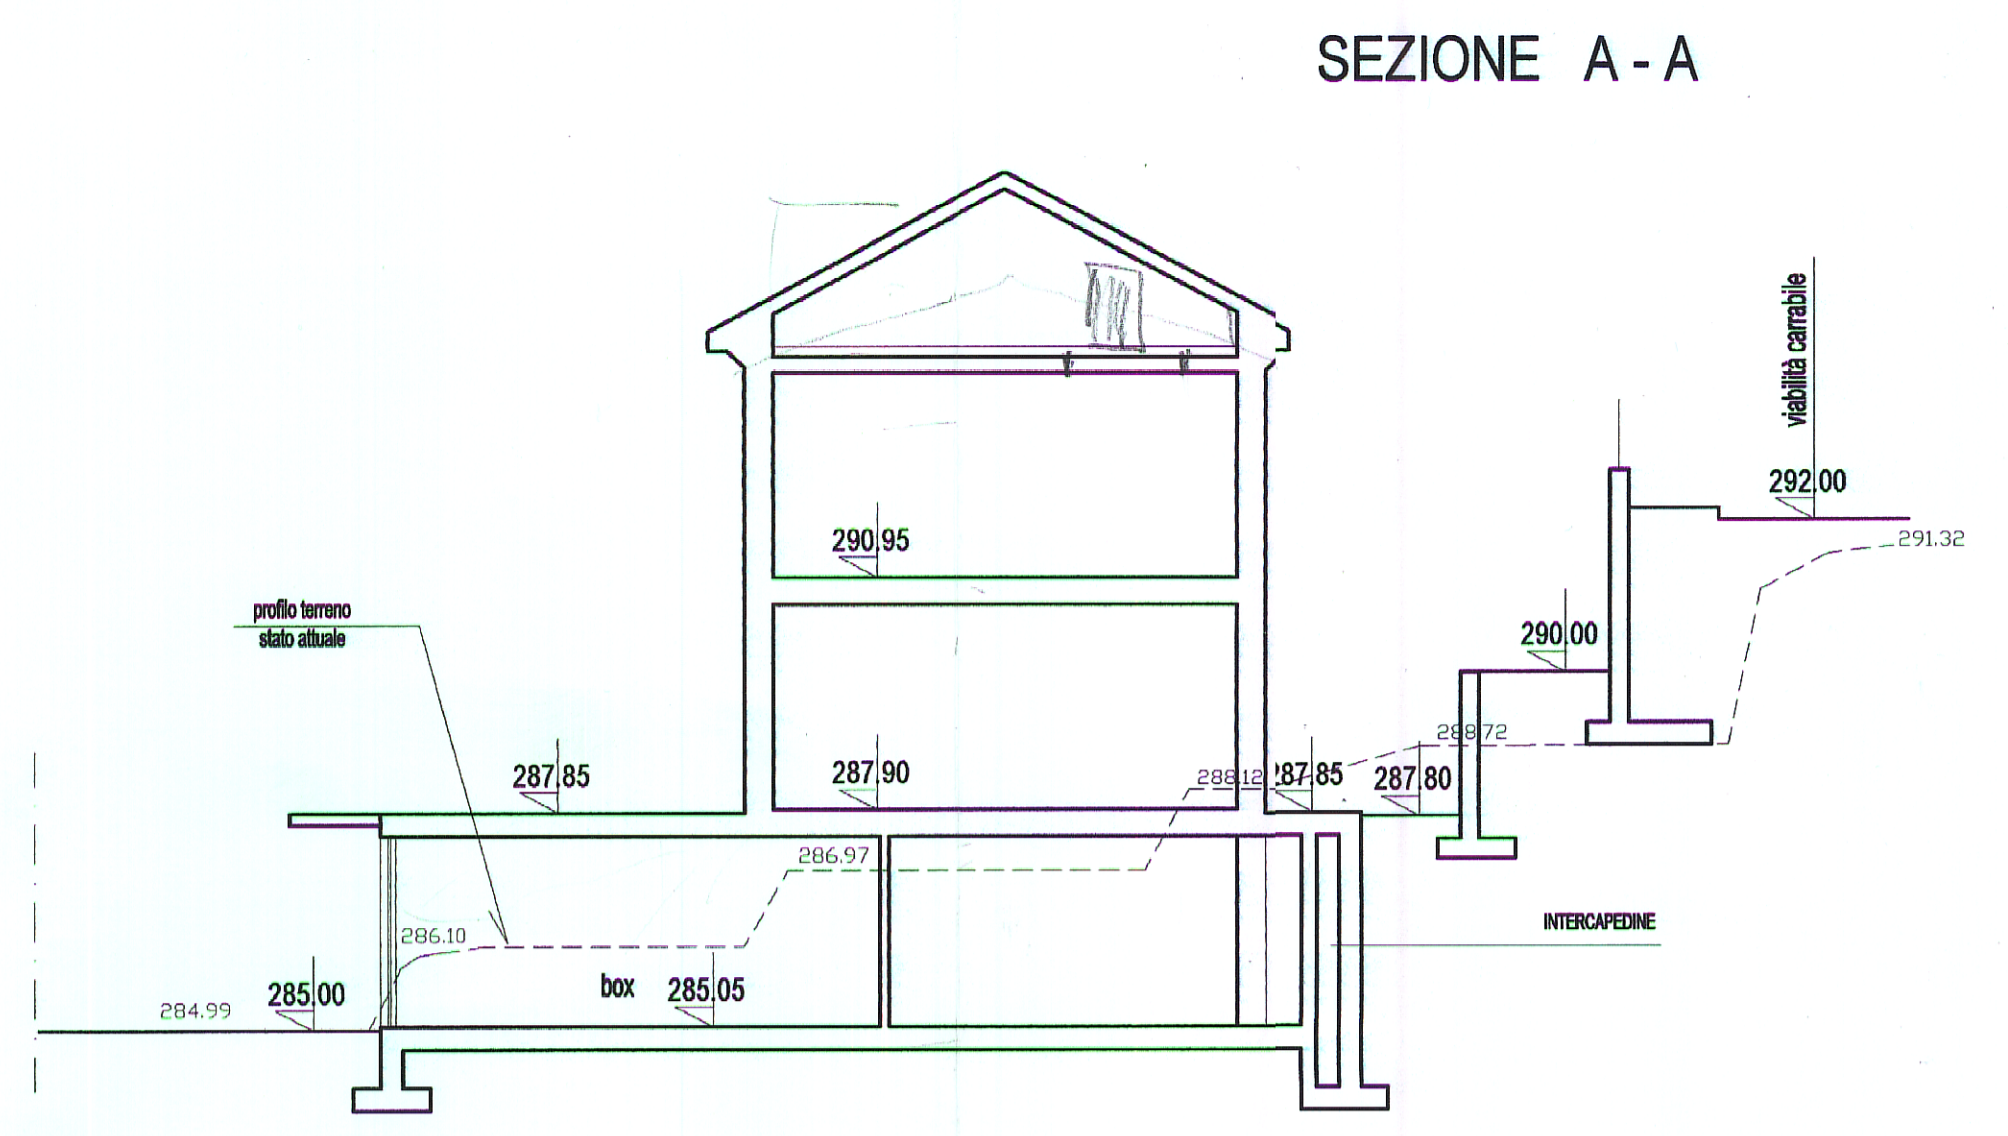 SEZIONE A - A
viabilità carrabile
292.00
291.32
290.95
profilo terreno
stato attuale
290.00
288.72
287.85
287.90
288.12
287.85
287.80
286.97
286.10
INTERCAPEDINE
box
285.05
285.00
284.99